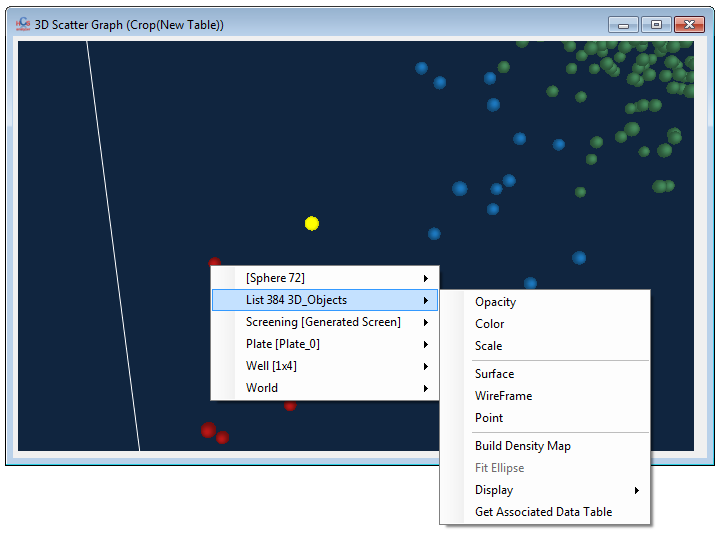 3D Scatter Graph (Crop(New Table))
[Sphere 72]
List 384 3D_Objects
Screening [Generated Screen]
Plate [Plate_0]
Well [1x4]
World
Opacity
Color
Scale
Surface
WireFrame
Point
Build Density Map
Fit Ellipse
Display
Get Associated Data Table